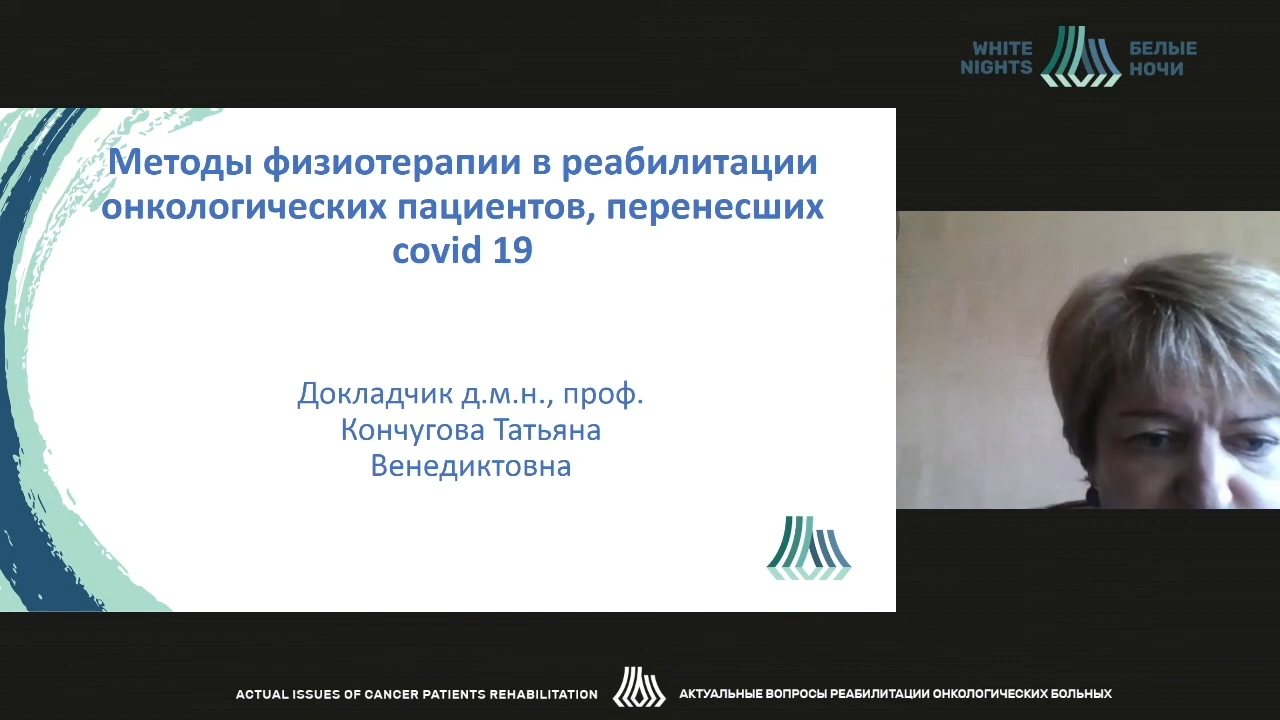 WHITE
NIGHTS
БЕЛЫЕ
НОЧИ
Методы физиотерапии в реабилитации
онкологических пациентов, перенесших
covid 19
Докладчик д.м.н., проф.
Кончугова Татьяна
Венедиктовна
ACTUAL ISSUES OF CANCER PATIENTS REHABILITATION
АКТУАЛЬНЫЕ ВОПРОСЫ РЕАБИЛИТАЦИИ ОНКОЛОГИЧЕСКИХ БОЛЬНЫХ